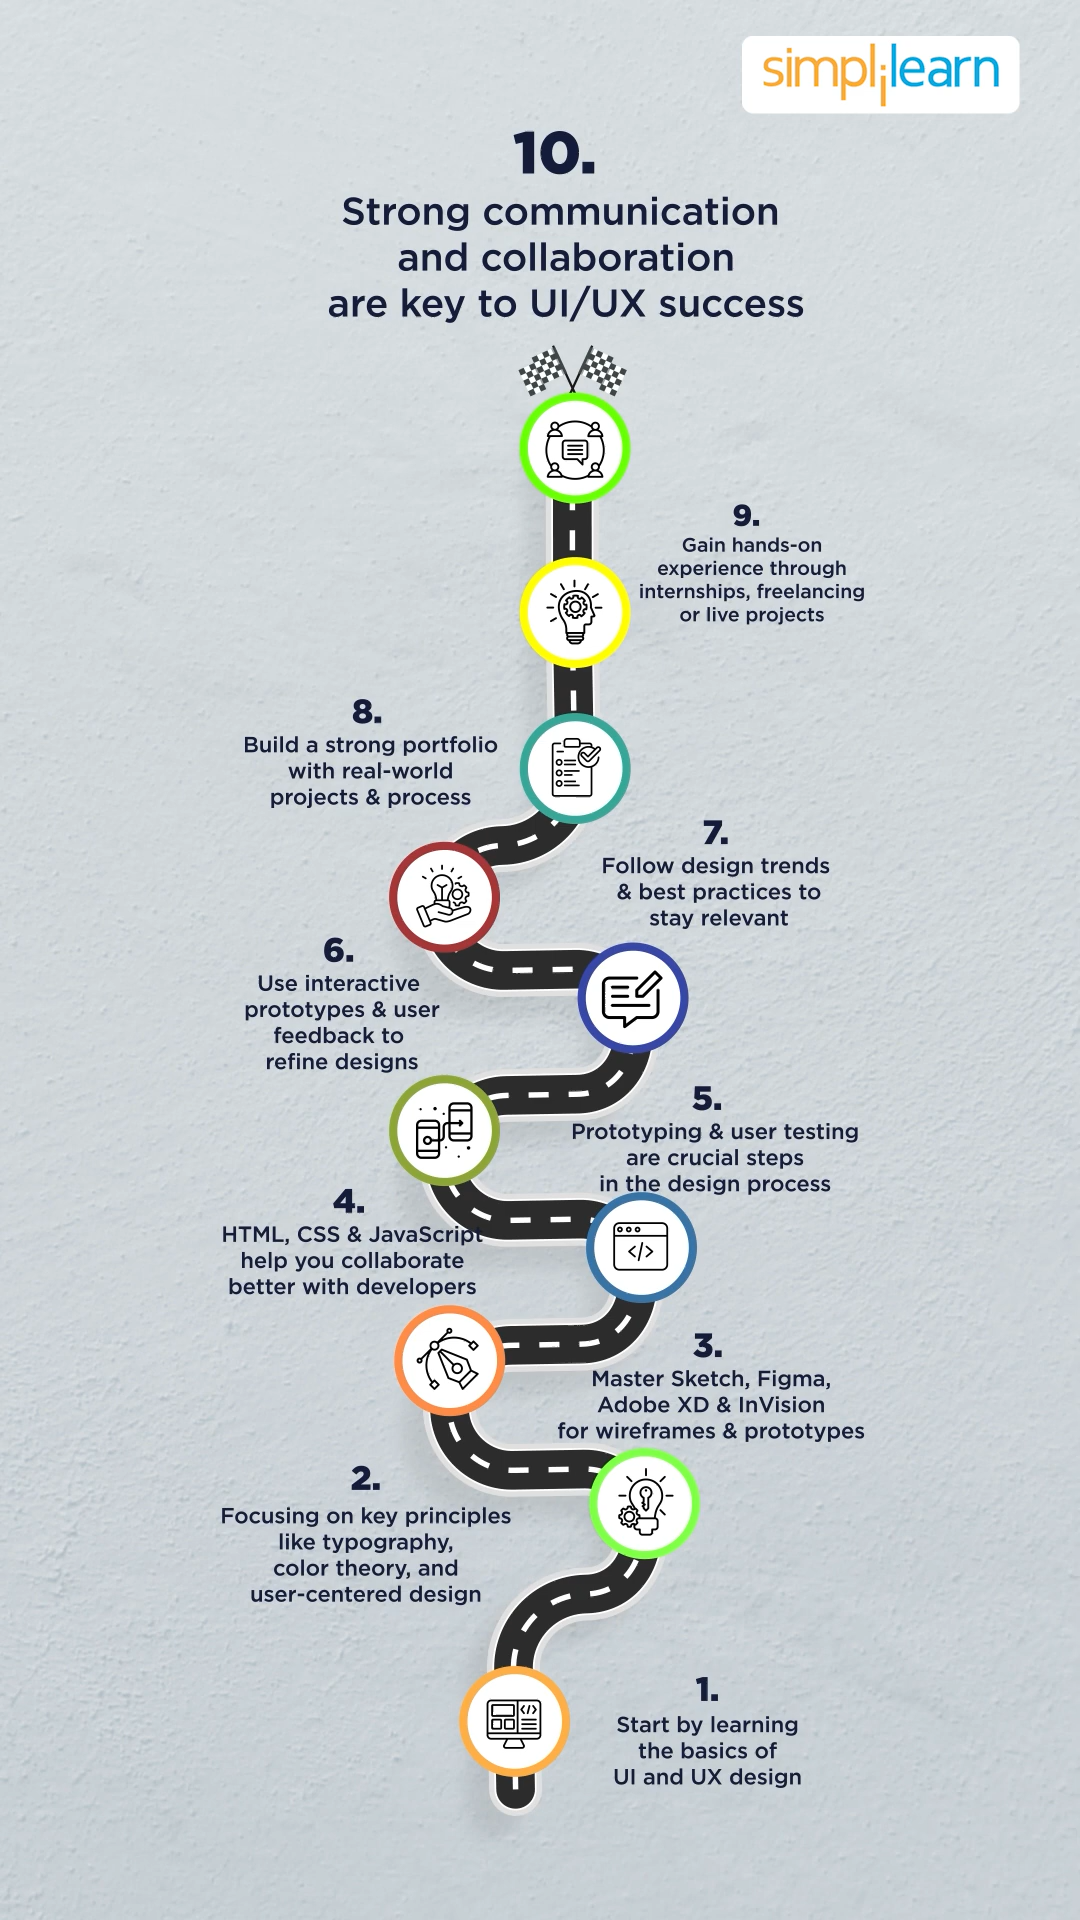 simplilearn
10.
Strong communication
and collaboration
are key to UI/UX success
9.
Gain hands-on
experience through
internships, freelancing
or live projects
8.
Build a strong portfolio
with real-world
projects & process
7.
Follow design trends
& best practices to
stay relevant
6.
Use interactive
prototypes & user
feedback to
refine designs
5.
Prototyping & user testing
are crucial steps
in the design process
4.
HTML, CSS & JavaScript
help you collaborate
better with developers
</>
3.
Master Sketch, Figma,
Adobe XD & InVision
for wireframes & prototypes
2.
Focusing on key principles
like typography,
color theory, and
user-centered design
1.
Start by learning
the basics of
UI and UX design
</>